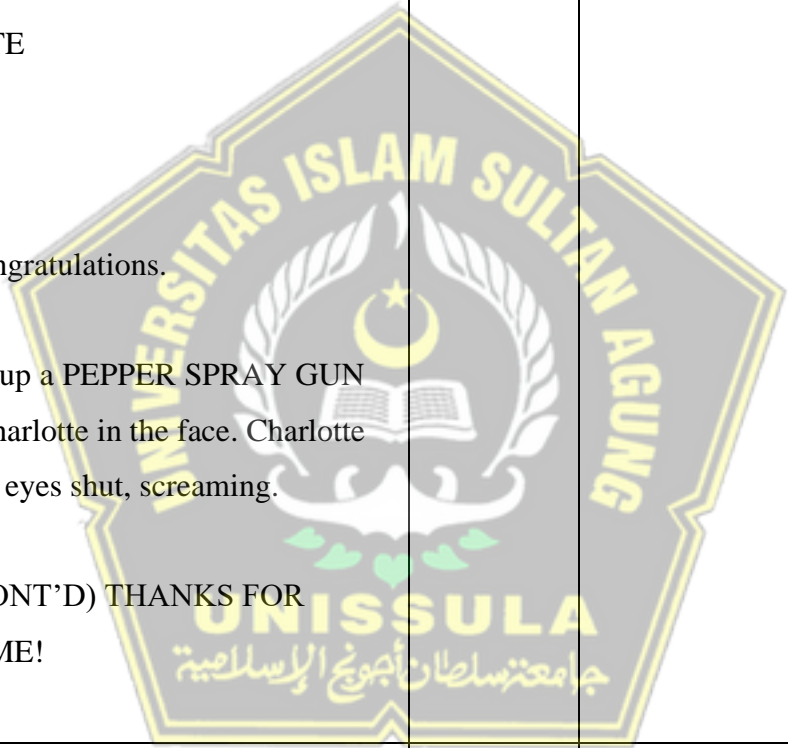 TE
ngratulations.
up a PEPPER SPRAY GUN
harlotte in the face. Charlotte
eyes shut, screaming.
ONT’D) THANKS FOR
ME!
UNIVERSITAS ISLAM SULTAN AGUNG
UNISSULA
جامعة سلطان أجونج الإسلامية